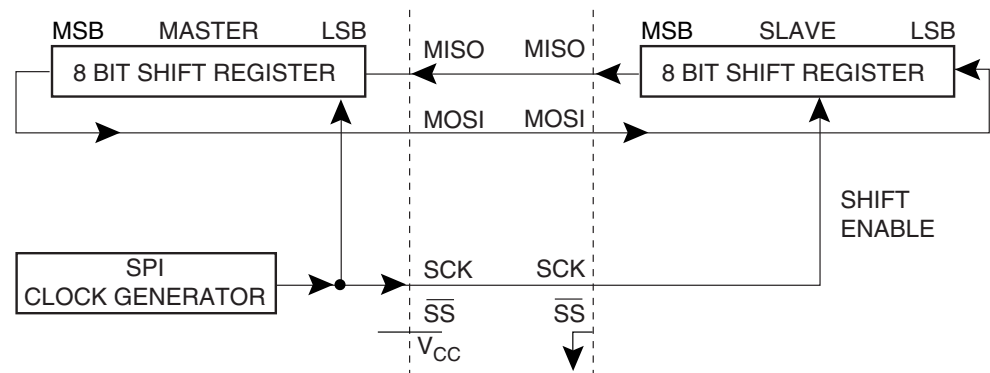 MSB MASTER LSB
MISO MISO
MSB SLAVE LSB
8 BIT SHIFT REGISTER
8 BIT SHIFT REGISTER
MOSI MOSI
SHIFT
ENABLE
SPI
CLOCK GENERATOR
SCK SCK
SS SS
VCC